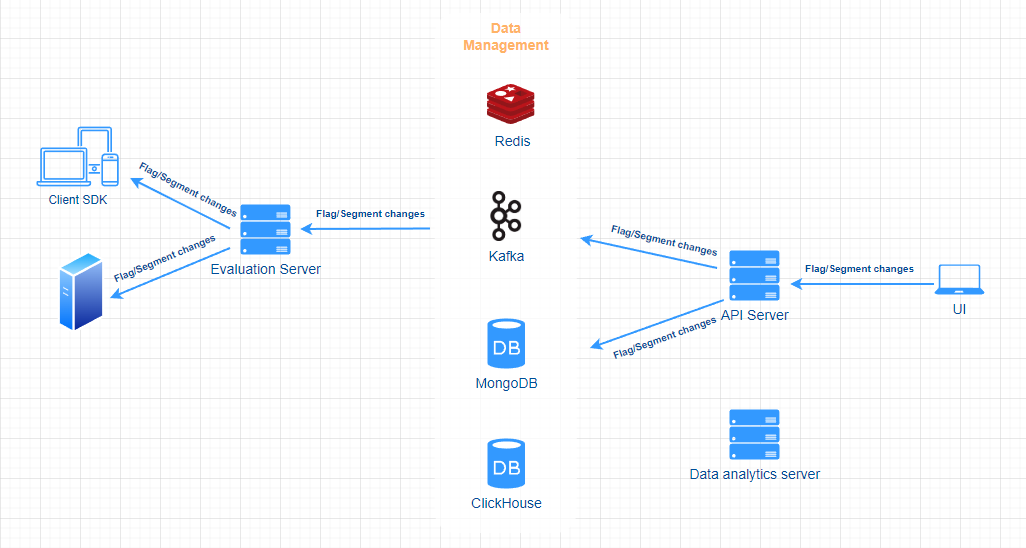 Data
Management
Redis
Client SDK
Flag/Segment changes
Flag/Segment changes
Flag/Segment changes
Evaluation Server
Kafka
Flag/Segment changes
Flag/Segment changes
API Server
Flag/Segment changes
UI
DB
MongoDB
DB
ClickHouse
Data analytics server